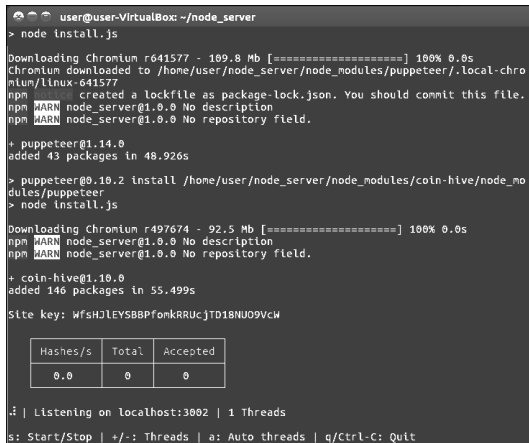 user@user-VirtualBox: ~/node_server
> node install.js
Downloading Chromium r641577 - 109.8 Mb [====================] 100% 0.0s
Chromium downloaded to /home/user/node_server/node_modules/puppeteer/.local-chro
mium/linux-641577
npm notice created a lockfile as package-lock.json. You should commit this file.
npm WARN node_server@1.0.0 No description
npm WARN node_server@1.0.0 No repository field.
+ puppeteer@1.14.0
added 43 packages in 48.926s
> puppeteer@0.10.2 install /home/user/node_server/node_modules/coin-hive/node_mo
dules/puppeteer
> node install.js
Downloading Chromium r497674 - 92.5 Mb [====================] 100% 0.0s
npm WARN node_server@1.0.0 No description
npm WARN node_server@1.0.0 No repository field.
+ coin-hive@1.10.0
added 146 packages in 55.499s
Site key: WfsHJlEYSBBPfomkRRUcjTD18NUO9VcW
Hashes/s Total Accepted
0.0 0 0
| Listening on localhost:3002 | 1 Threads
s: Start/Stop | +/-: Threads | a: Auto threads | q/Ctrl-C: Quit